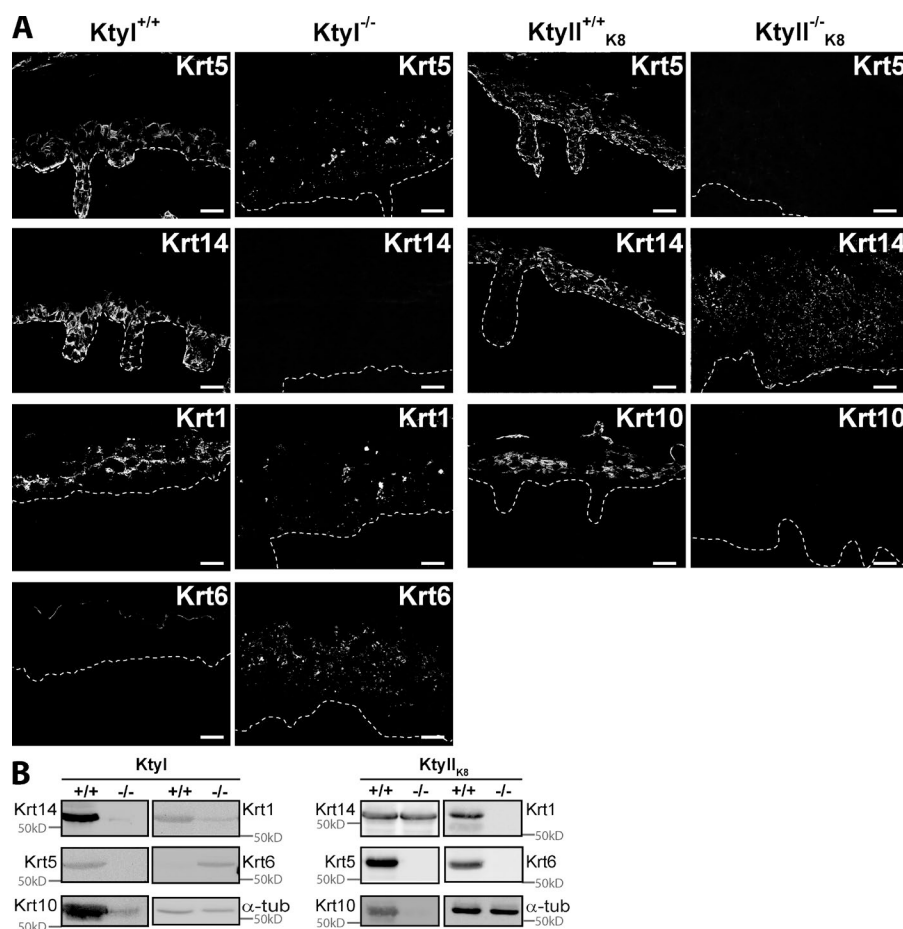 A
KtyI+/+ KtyI-/- KtyII+/+K8 KtyII-/-K8
Krt5 Krt5 Krt5 Krt5
Krt14 Krt14 Krt14 Krt14
Krt1 Krt1 Krt10 Krt10
Krt6 Krt6
B
KtyI KtyIIK8
+/+ -/- +/+ -/- +/+ -/- +/+ -/-
Krt14 Krt1 Krt14 Krt1
50kD 50kD 50kD 50kD
Krt5 Krt6 Krt5 Krt6
50kD 50kD 50kD 50kD
Krt10 α-tub Krt10 α-tub
50kD 50kD 50kD 50kD